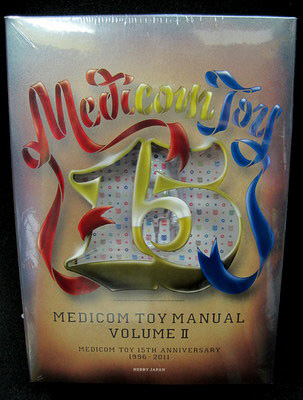 Medicom Toy
15
MEDICOM TOY MANUAL
VOLUME II
MEDICOM TOY 15TH ANNIVERSARY
1996-2011
HOBBY JAPAN